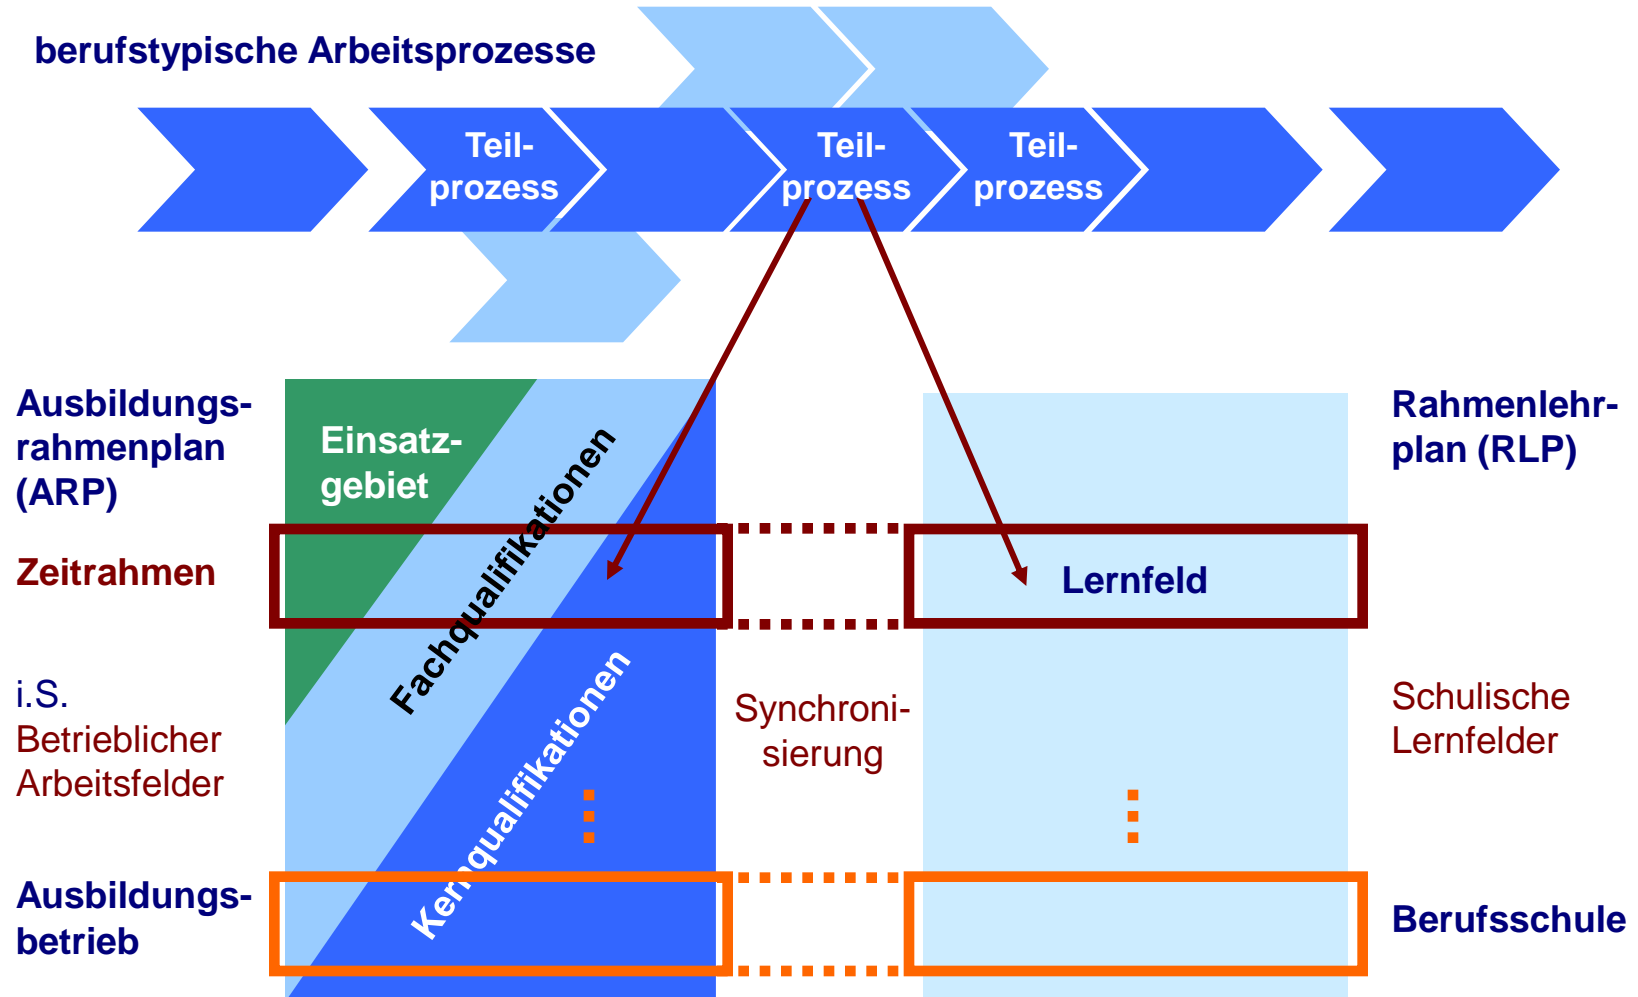 berufstypische Arbeitsprozesse
Teil-
prozess
Teil-
prozess
Teil-
prozess
Ausbildungs-
rahmenplan
(ARP)
Einsatz-
gebiet
Fachqualifikationen
Kernqualifikationen
Rahmenlehr-
plan (RLP)
Zeitrahmen
Lernfeld
i.S.
Betrieblicher
Arbeitsfelder
Synchroni-
sierung
Schulische
Lernfelder
Ausbildungs-
betrieb
Berufsschule